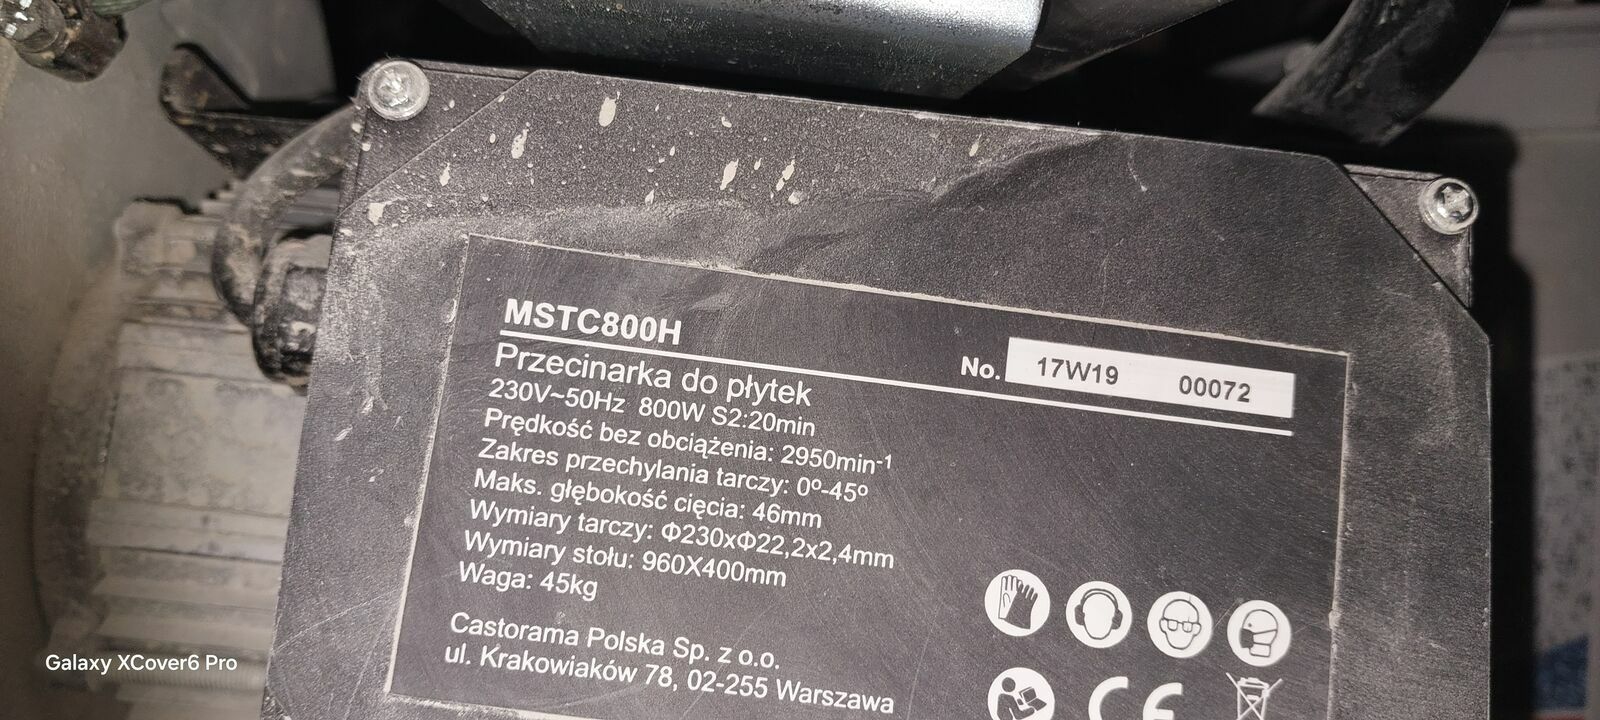 MSTC800H
No. 17W19 00072
Przecinarka do płytek
230V~50Hz 800W S2:20min
Prędkość bez obciążenia: 2950min-¹
Zakres przechylania tarczy: 0º-45º
Maks. głębokość cięcia: 46mm
Wymiary tarczy: Φ230xΦ22,2x2,4mm
Wymiary stołu: 960X400mm
Waga: 45kg
Castorama Polska Sp. z o.o.
ul. Krakowiaków 78, 02-255 Warszawa
CE
Galaxy XCover6 Pro